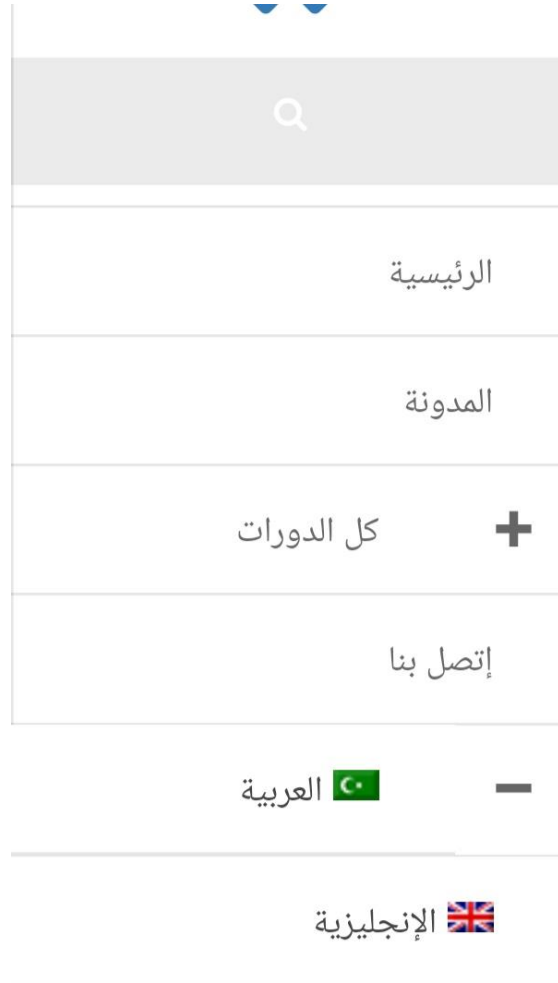 الرئيسية
المدونة
كل الدورات
إتصل بنا
العربية
الإنجليزية